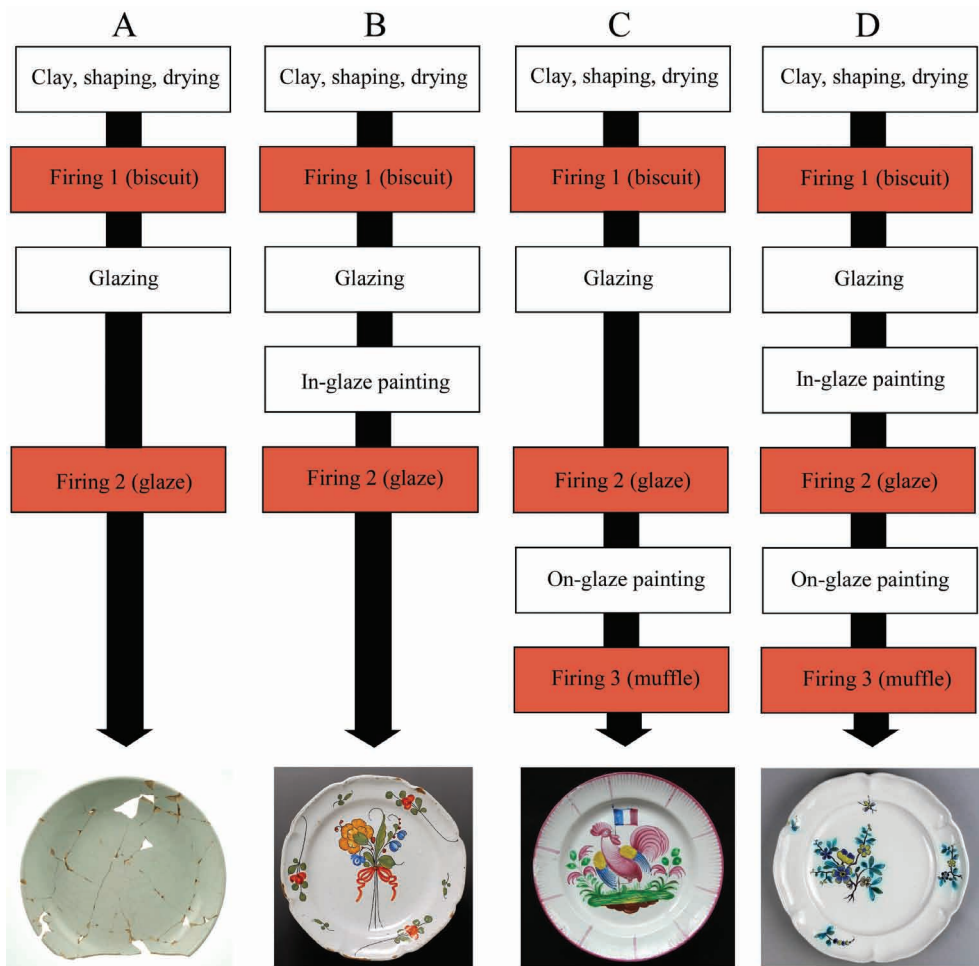 A
B
C
D
Clay, shaping, drying
Clay, shaping, drying
Clay, shaping, drying
Clay, shaping, drying
Firing 1 (biscuit)
Firing 1 (biscuit)
Firing 1 (biscuit)
Firing 1 (biscuit)
Glazing
Glazing
Glazing
Glazing
In-glaze painting
In-glaze painting
Firing 2 (glaze)
Firing 2 (glaze)
Firing 2 (glaze)
Firing 2 (glaze)
On-glaze painting
On-glaze painting
Firing 3 (muffle)
Firing 3 (muffle)